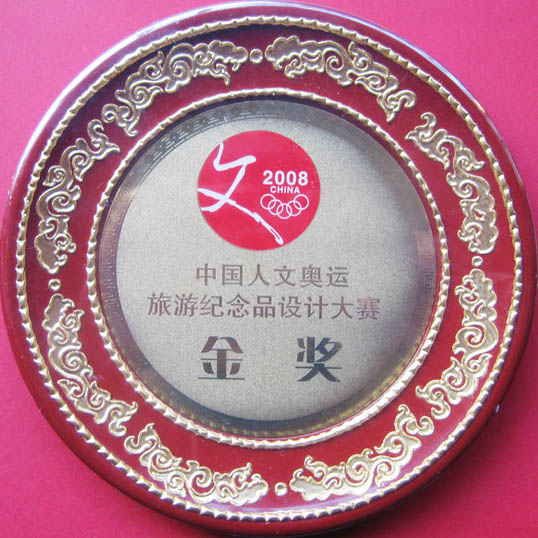 文
2008
CHINA
中国人文奥运
旅游纪念品设计大赛
金奖